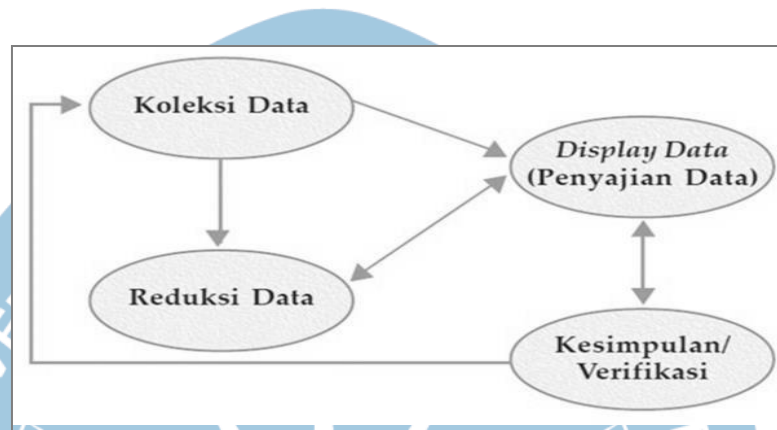 Koleksi Data
Display Data
(Penyajian Data)
Reduksi Data
Kesimpulan/
Verifikasi